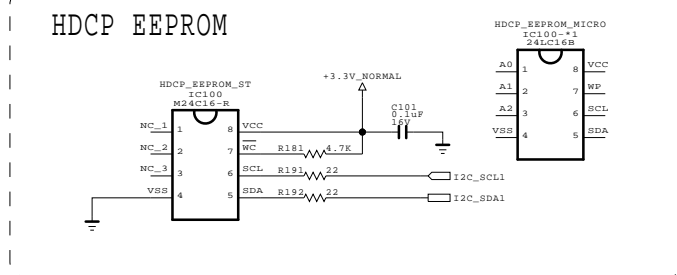 HDCP EEPROM
HDCP_EEPROM_MICRO
IC100-*1
24LC16B
A0 1 8 VCC
A1 2 7 WP
A2 3 6 SCL
VSS 4 5 SDA
+3.3V_NORMAL
HDCP_EEPROM_ST
IC100
M24C16-R
C101
0.1uF
16V
NC_1 1 8 VCC
NC_2 2 7 WC R181 4.7K
NC_3 3 6 SCL R191 22 I2C_SCL1
VSS 4 5 SDA R192 22 I2C_SDA1